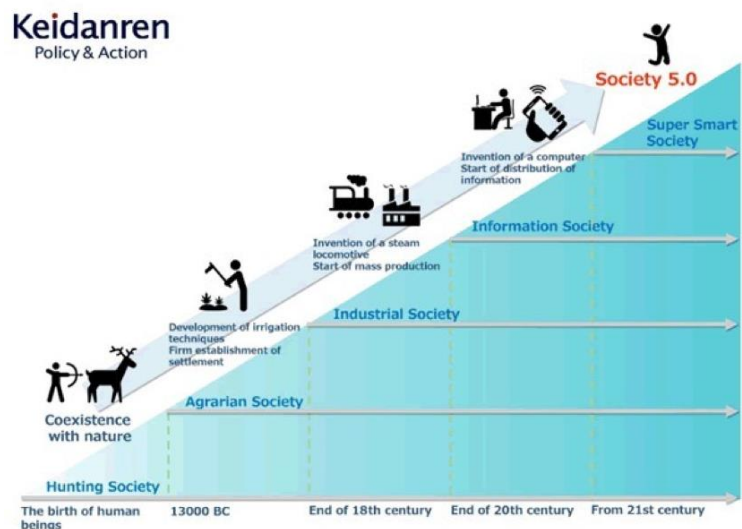 Keidanren
Policy & Action
Society 5.0
Super Smart
Society
Invention of a computer
Start of distribution of
information
Information Society
Invention of a steam
locomotive
Start of mass production
Industrial Society
Development of irrigation
techniques
Firm establishment of
settlement
Agrarian Society
Coexistence
with nature
Hunting Society
The birth of human
beings
13000 BC
End of 18th century
End of 20th century
From 21st century